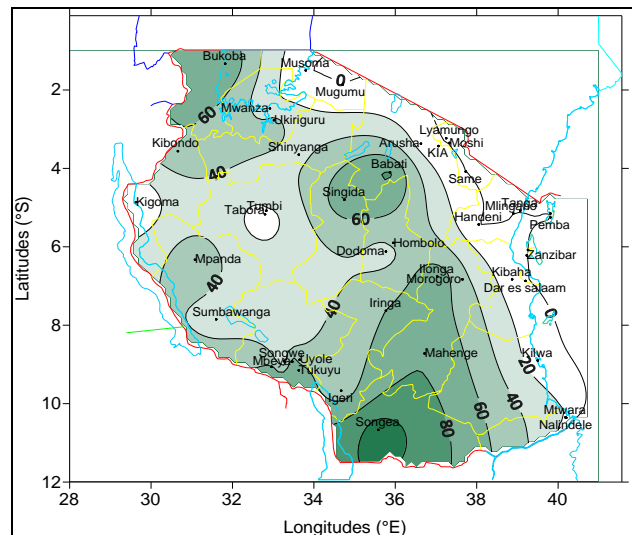 Bukoba
Musoma
0
2
Mugumu
60
Mwanza
Ukiriguru
Lyamungo
Kibondo
Shinyanga
Arusha
KIA
Moshi
4
40
Babati
Same
Singida
Kigoma
Tumbi
Tabora
60
Handeni
Mlingano
Tanga
Pemba
6
Dodoma
Hombolo
Zanzibar
Mpanda
40
Ilonga
Morogoro
Kibaha
Dar es salaam
Sumbawanga
40
Iringa
0
8
Songwe
Mbeya
Uyole
Tukuyu
Mahenge
20
Kilwa
Igeri
40
10
Songea
80
60
Mtwara
Nalindele
12
28
30
32
34
36
38
40
Latitudes (°S)
Longitudes (°E)